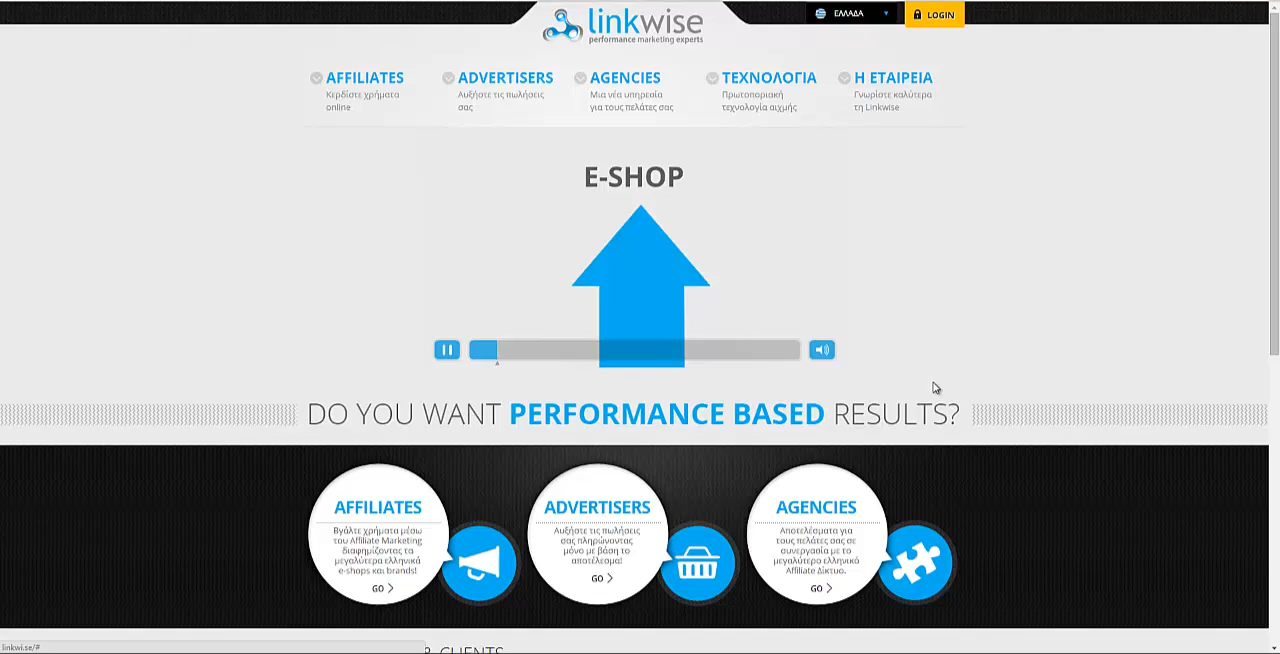 linkwise
performance marketing experts
ΕΛΛΑΔΑ
LOGIN
AFFILIATES
Κερδίστε χρήματα
online
ADVERTISERS
Αυξήστε τις πωλήσεις
σας
AGENCIES
Μια νέα υπηρεσία
για τους πελάτες σας
ΤΕΧΝΟΛΟΓΙΑ
Πρωτοποριακή
τεχνολογία αιχμής
Η ΕΤΑΙΡΕΙΑ
Γνωρίστε καλύτερα
τη Linkwise
E-SHOP
DO YOU WANT PERFORMANCE BASED RESULTS?
AFFILIATES
Βγάλτε χρήματα μέσω
του Affiliate Marketing
διαφημίζοντας τα
μεγαλύτερα ελληνικά
e-shops και brands!
GO
ADVERTISERS
Αυξήστε τις πωλήσεις
σας πληρώνοντας
μόνο με βάση το
αποτέλεσμα!
GO
AGENCIES
Αποτελέσματα για
τους πελάτες σας σε
συνεργασία με το
μεγαλύτερο ελληνικό
Affiliate Δίκτυο.
GO
linkwi.se/#
CLIENTS